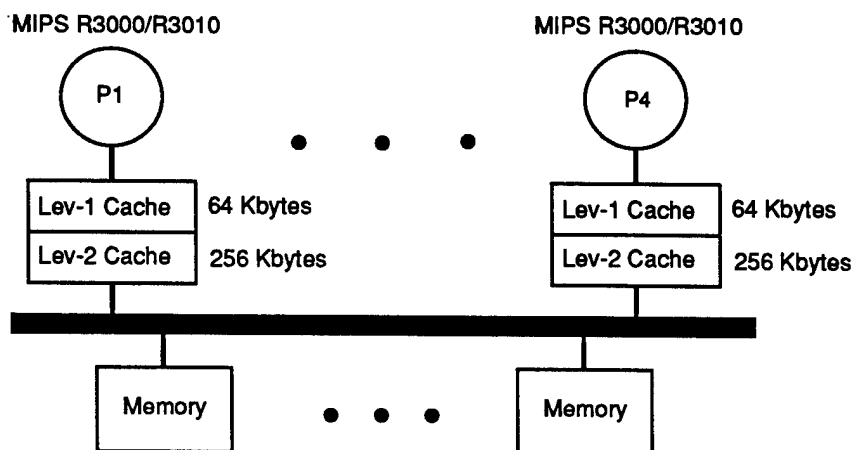 MIPS R3000/R3010
MIPS R3000/R3010
P1
P4
Lev-1 Cache
64 Kbytes
Lev-2 Cache
256 Kbytes
Lev-1 Cache
64 Kbytes
Lev-2 Cache
256 Kbytes
Memory
Memory